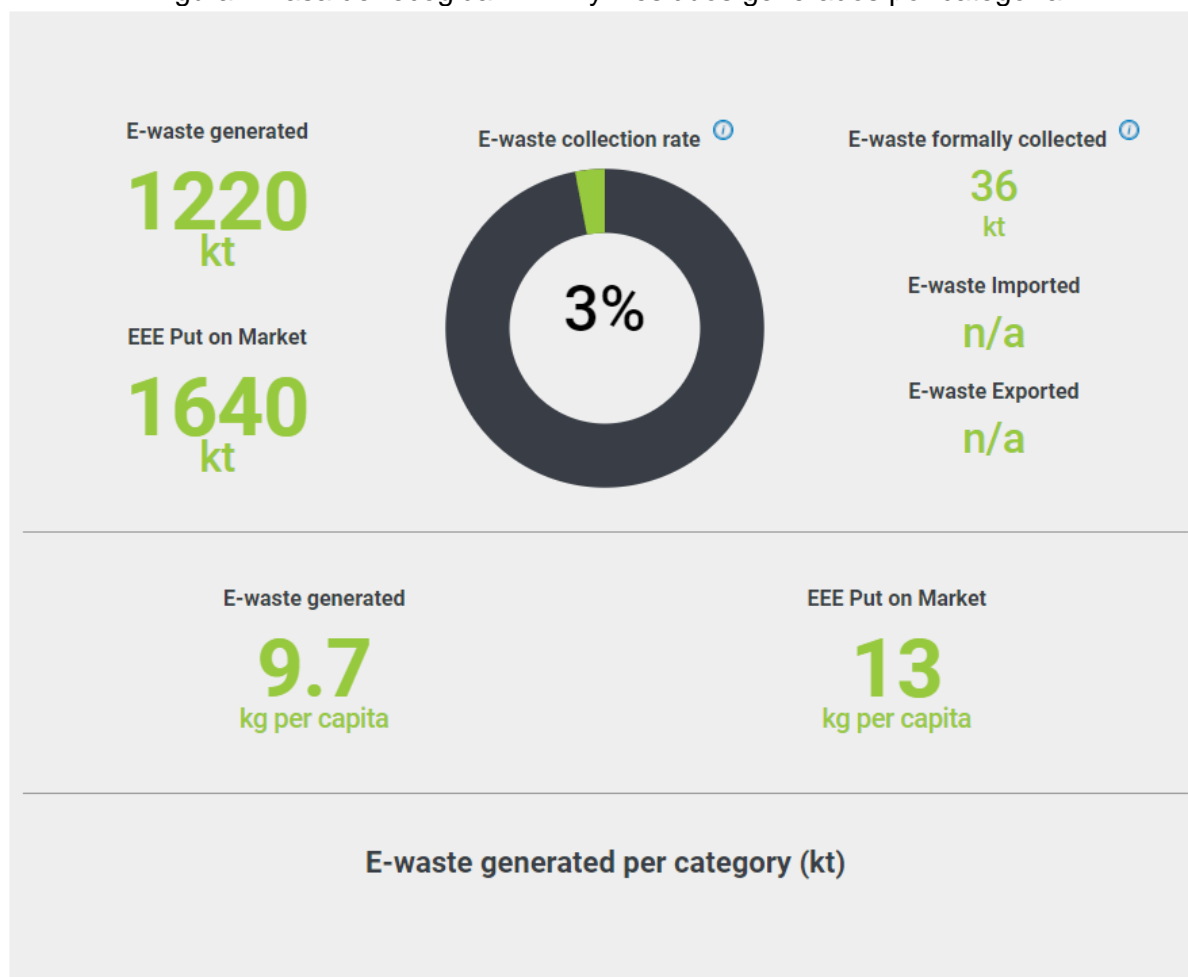 E-waste generated
1220
kt
EEE Put on Market
1640
kt
E-waste collection rate
3%
E-waste formally collected
36
kt
E-waste Imported
n/a
E-waste Exported
n/a
E-waste generated
9.7
kg per capita
EEE Put on Market
13
kg per capita
E-waste generated per category (kt)